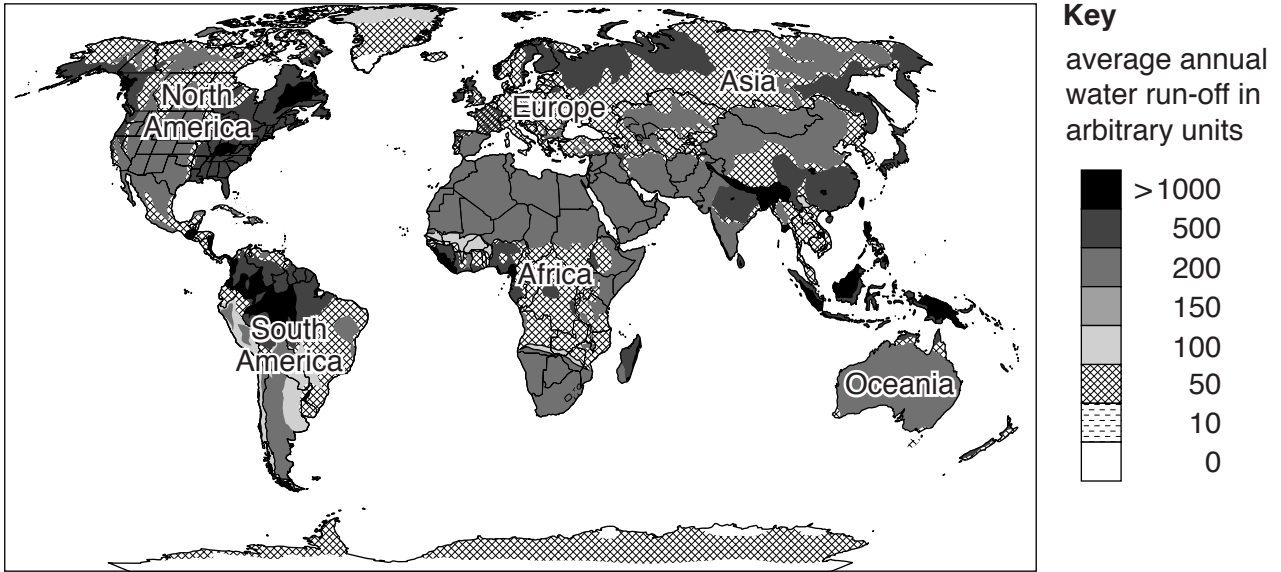 North
America
Europe
Asia
Africa
South
America
Oceania
Key
average annual
water run-off in
arbitrary units
> 1000
500
200
150
100
50
10
0